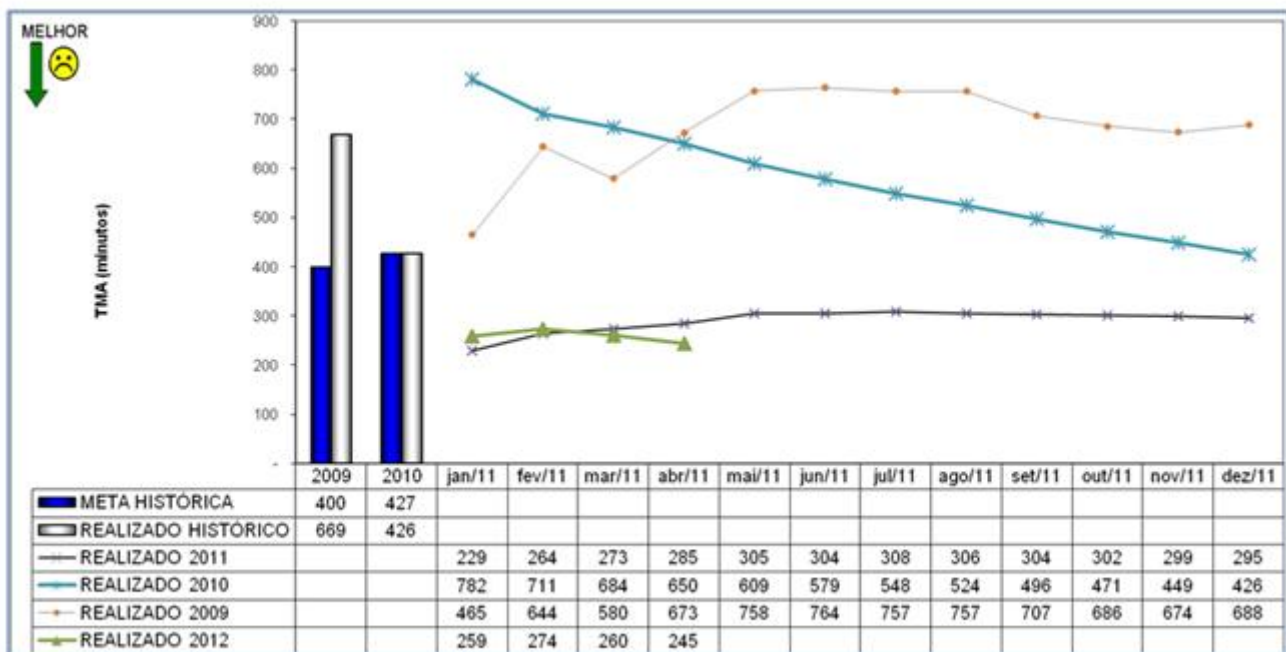 MELHOR
TMA (minutos)
900
800
700
600
500
400
300
200
100
-
2009 2010 jan/11 fev/11 mar/11 abr/11 mai/11 jun/11 jul/11 ago/11 set/11 out/11 nov/11 dez/11
META HISTÓRICA 400 427
REALIZADO HISTÓRICO 669 426
REALIZADO 2011 229 264 273 285 305 304 308 306 304 302 299 295
REALIZADO 2010 782 711 684 650 609 579 548 524 496 471 449 426
REALIZADO 2009 465 644 580 673 758 764 757 757 707 686 674 688
REALIZADO 2012 259 274 260 245